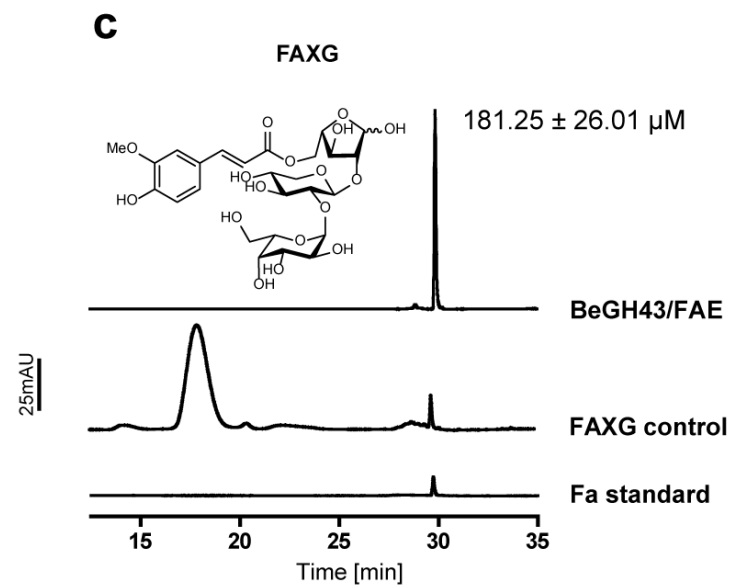 C
FAXG
181.25 ± 26.01 µM
O
O
OH
OH
MeO
O
HO
O
HO
O
HO
O
HO
O
OH
HO
OH
BeGH43/FAE
25mAU
FAXG control
Fa standard
15 20 25 30 35
Time [min]